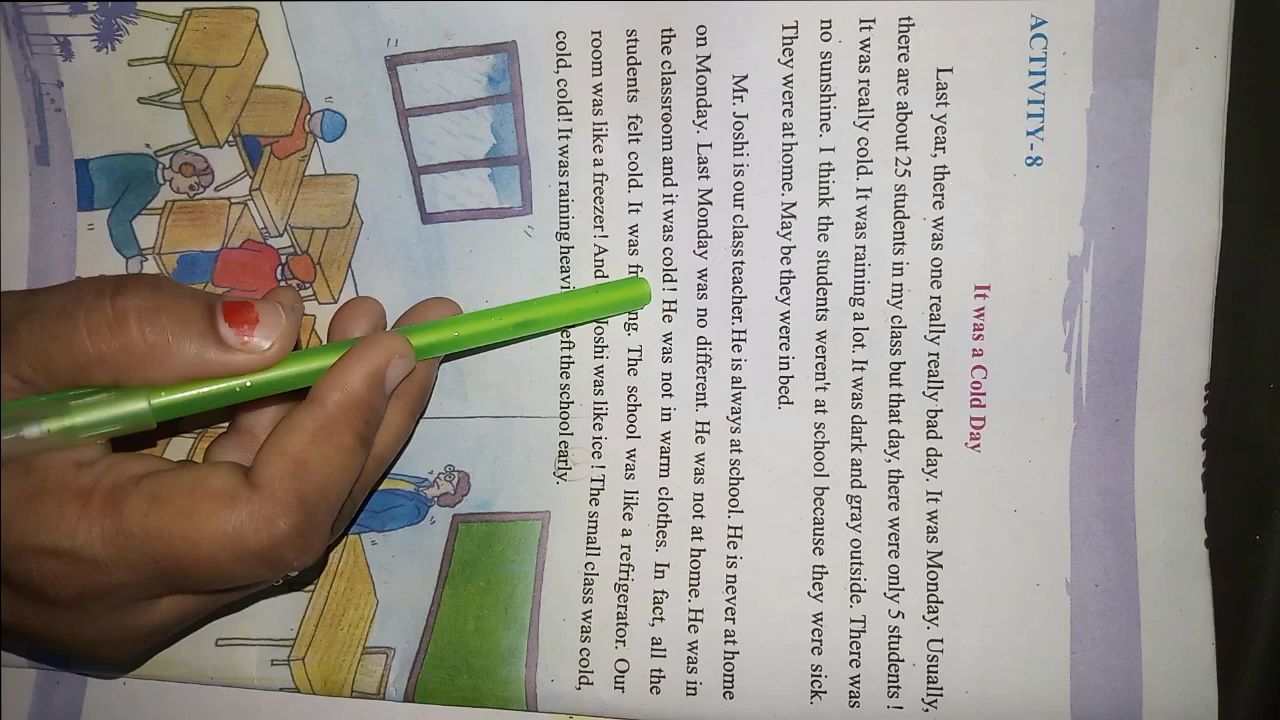 ACTIVITY-8
It was a Cold Day
Last year, there was one really really bad day. It was Monday. Usually,
there are about 25 students in my class but that day, there were only 5 students !
It was really cold. It was raining a lot. It was dark and gray outside. There was
no sunshine. I think the students weren't at school because they were sick.
They were at home. May be they were in bed.
Mr. Joshi is our class teacher. He is always at school. He is never at home
on Monday. Last Monday was no different. He was not at home. He was in
the classroom and it was cold! He was not in warm clothes. In fact, all the
students felt cold. It was The school was like a refrigerator. Our
room was like a freezer! And Joshi was like ice ! The small class was cold,
cold, cold! It was raining left the school early.